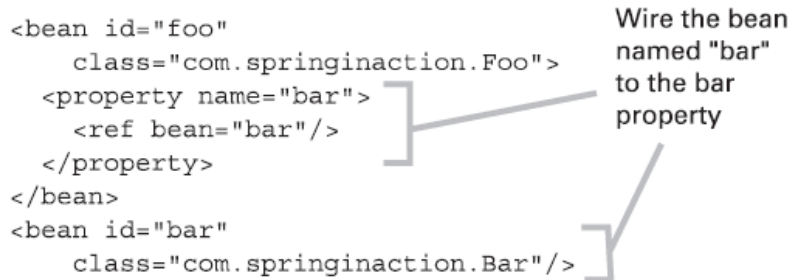 <bean id="foo"
    class="com.springinaction.Foo">
  <property name="bar">
    <ref bean="bar"/>
  </property>
</bean>
<bean id="bar"
    class="com.springinaction.Bar"/>
Wire the bean
named "bar"
to the bar
property